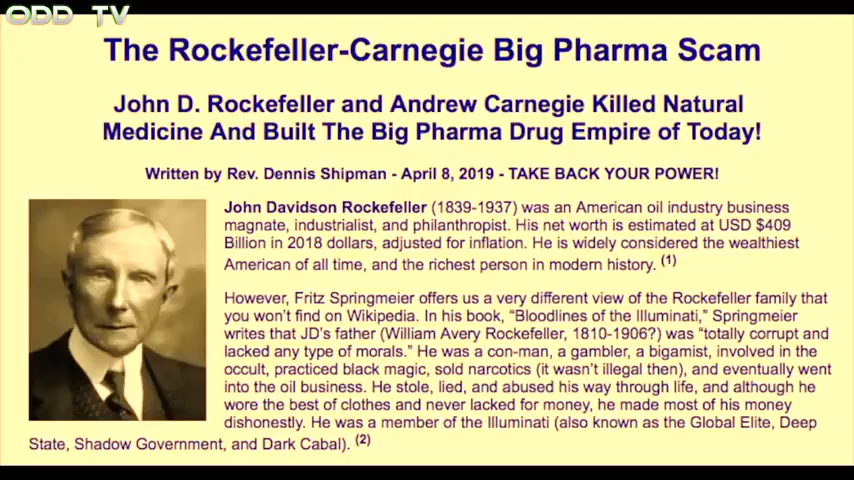 ODD TV
The Rockefeller-Carnegie Big Pharma Scam
John D. Rockefeller and Andrew Carnegie Killed Natural
Medicine And Built The Big Pharma Drug Empire of Today!
Written by Rev. Dennis Shipman - April 8, 2019 - TAKE BACK YOUR POWER!
John Davidson Rockefeller (1839-1937) was an American oil industry business
magnate, industrialist, and philanthropist. His net worth is estimated at USD $409
Billion in 2018 dollars, adjusted for inflation. He is widely considered the wealthiest
American of all time, and the richest person in modern history. (1)
However, Fritz Springmeier offers us a very different view of the Rockefeller family that
you won't find on Wikipedia. In his book, “Bloodlines of the Illuminati,” Springmeier
writes that JD's father (William Avery Rockefeller, 1810-1906?) was “totally corrupt and
lacked any type of morals.” He was a con-man, a gambler, a bigamist, involved in the
occult, practiced black magic, sold narcotics (it wasn't illegal then), and eventually went
into the oil business. He stole, lied, and abused his way through life, and although he
wore the best of clothes and never lacked for money, he made most of his money
dishonestly. He was a member of the Illuminati (also known as the Global Elite, Deep
State, Shadow Government, and Dark Cabal). (2)